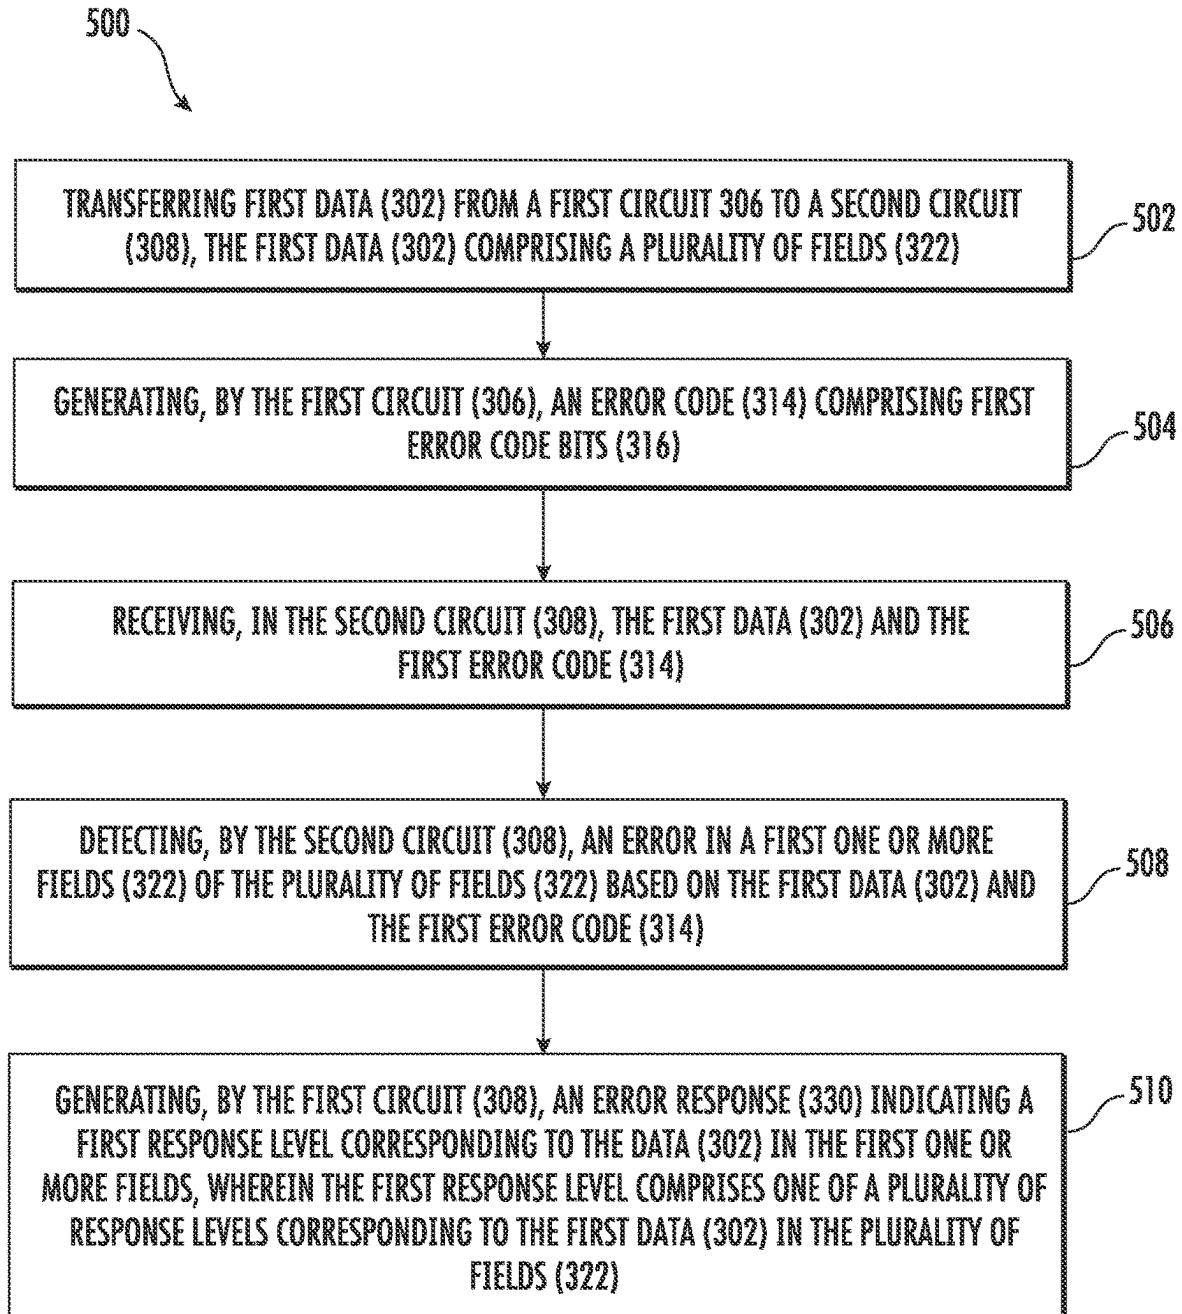 500
TRANSFERRING FIRST DATA (302) FROM A FIRST CIRCUIT 306 TO A SECOND CIRCUIT
(308), THE FIRST DATA (302) COMPRISING A PLURALITY OF FIELDS (322)
502
GENERATING, BY THE FIRST CIRCUIT (306), AN ERROR CODE (314) COMPRISING FIRST
ERROR CODE BITS (316)
504
RECEIVING, IN THE SECOND CIRCUIT (308), THE FIRST DATA (302) AND THE
FIRST ERROR CODE (314)
506
DETECTING, BY THE SECOND CIRCUIT (308), AN ERROR IN A FIRST ONE OR MORE
FIELDS (322) OF THE PLURALITY OF FIELDS (322) BASED ON THE FIRST DATA (302) AND
THE FIRST ERROR CODE (314)
508
GENERATING, BY THE FIRST CIRCUIT (308), AN ERROR RESPONSE (330) INDICATING A
FIRST RESPONSE LEVEL CORRESPONDING TO THE DATA (302) IN THE FIRST ONE OR
MORE FIELDS, WHEREIN THE FIRST RESPONSE LEVEL COMPRISES ONE OF A PLURALITY OF
RESPONSE LEVELS CORRESPONDING TO THE FIRST DATA (302) IN THE PLURALITY OF
FIELDS (322)
510